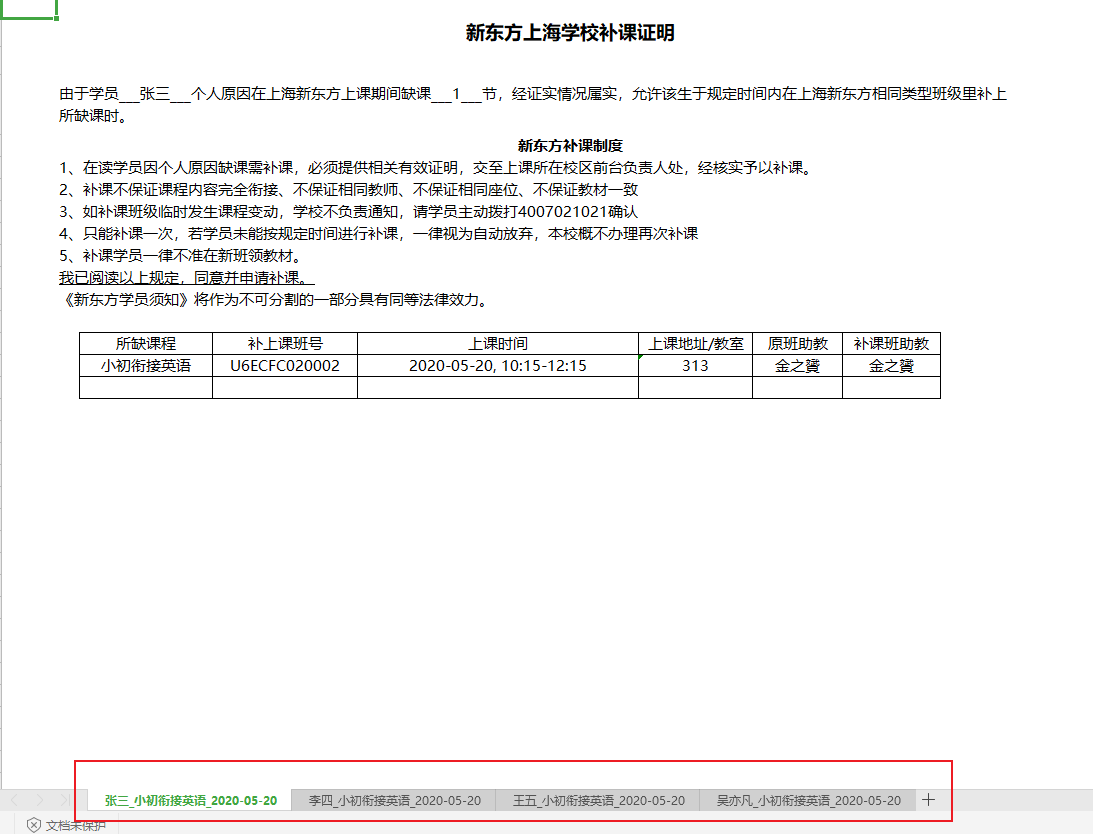 新东方上海学校补课证明
由于学员___张三___个人原因在上海新东方上课期间缺课___1___节，经证实情况属实，允许该生于规定时间内在上海新东方相同类型班级里补上
所缺课时。
新东方补课制度
1、在读学员因个人原因缺课需补课，必须提供相关有效证明，交至上课所在校区前台负责人处，经核实予以补课。
2、补课不保证课程内容完全衔接、不保证相同教师、不保证相同座位、不保证教材一致
3、如补课班级临时发生课程变动，学校不负责通知，请学员主动拨打4007021021确认
4、只能补课一次，若学员未能按规定时间进行补课，一律视为自动放弃，本校概不办理再次补课
5、补课学员一律不准在新班领教材。
我已阅读以上规定，同意并申请补课。
《新东方学员须知》将作为不可分割的一部分具有同等法律效力。
所缺课程 补上课班号 上课时间 上课地址/教室 原班助教 补课班助教
小初衔接英语 U6ECFC020002 2020-05-20, 10:15-12:15 313 金之贇 金之贇
张三_小初衔接英语_2020-05-20 李四_小初衔接英语_2020-05-20 王五_小初衔接英语_2020-05-20 吴亦凡_小初衔接英语_2020-05-20
文档未保护